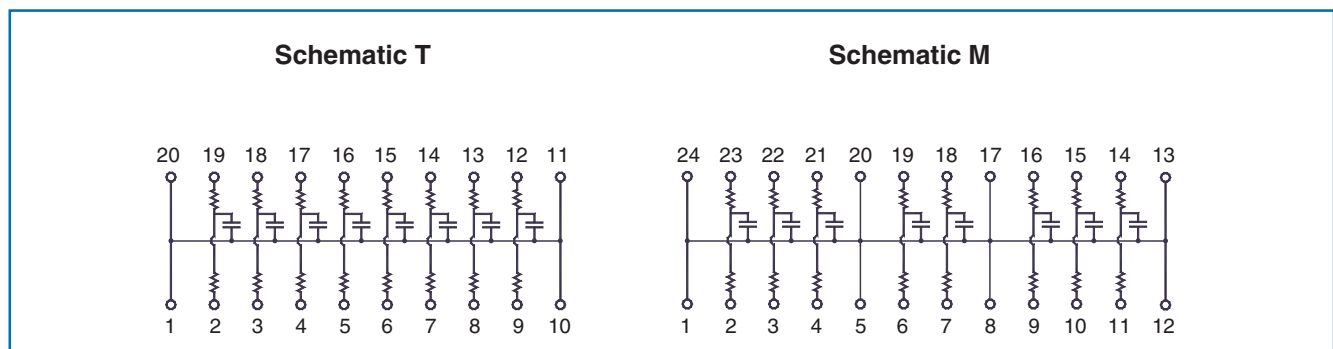 Schematic T
Schematic M
20 19 18 17 16 15 14 13 12 11
24 23 22 21 20 19 18 17 16 15 14 13
1 2 3 4 5 6 7 8 9 10
1 2 3 4 5 6 7 8 9 10 11 12